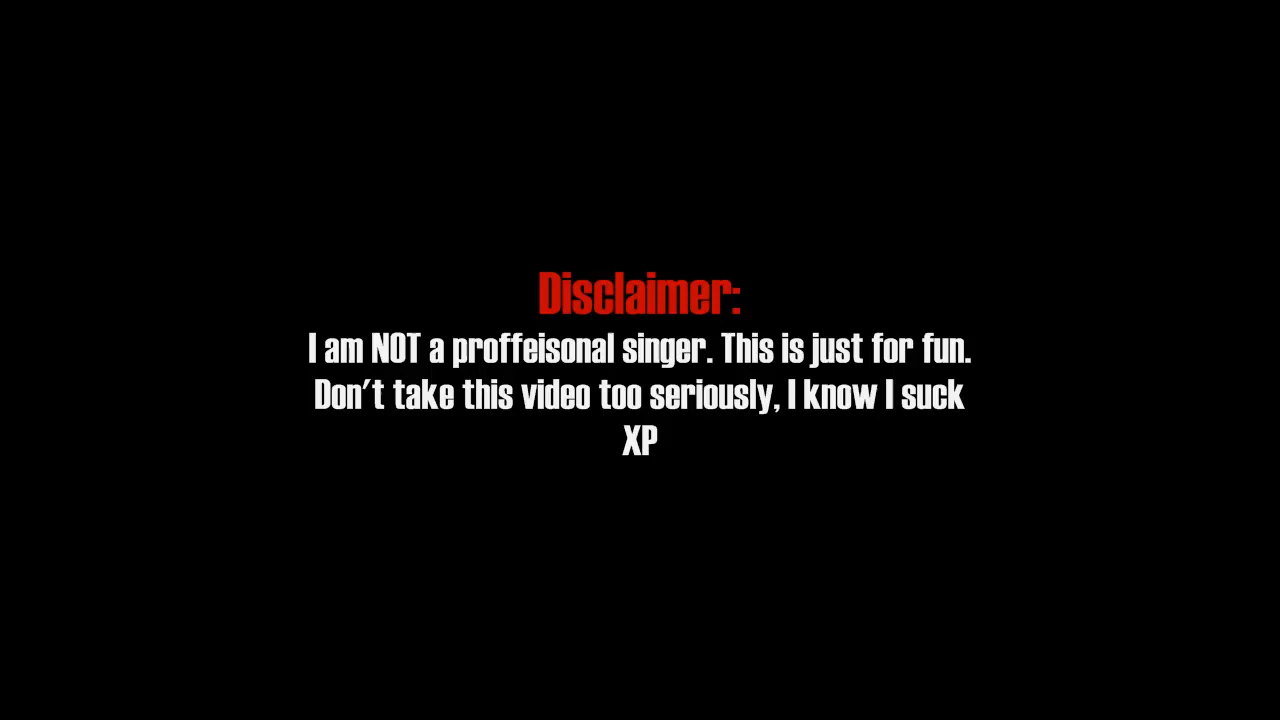 Disclaimer:
I am NOT a proffeisonal singer. This is just for fun.
Don't take this video too seriously, I know I suck
XP